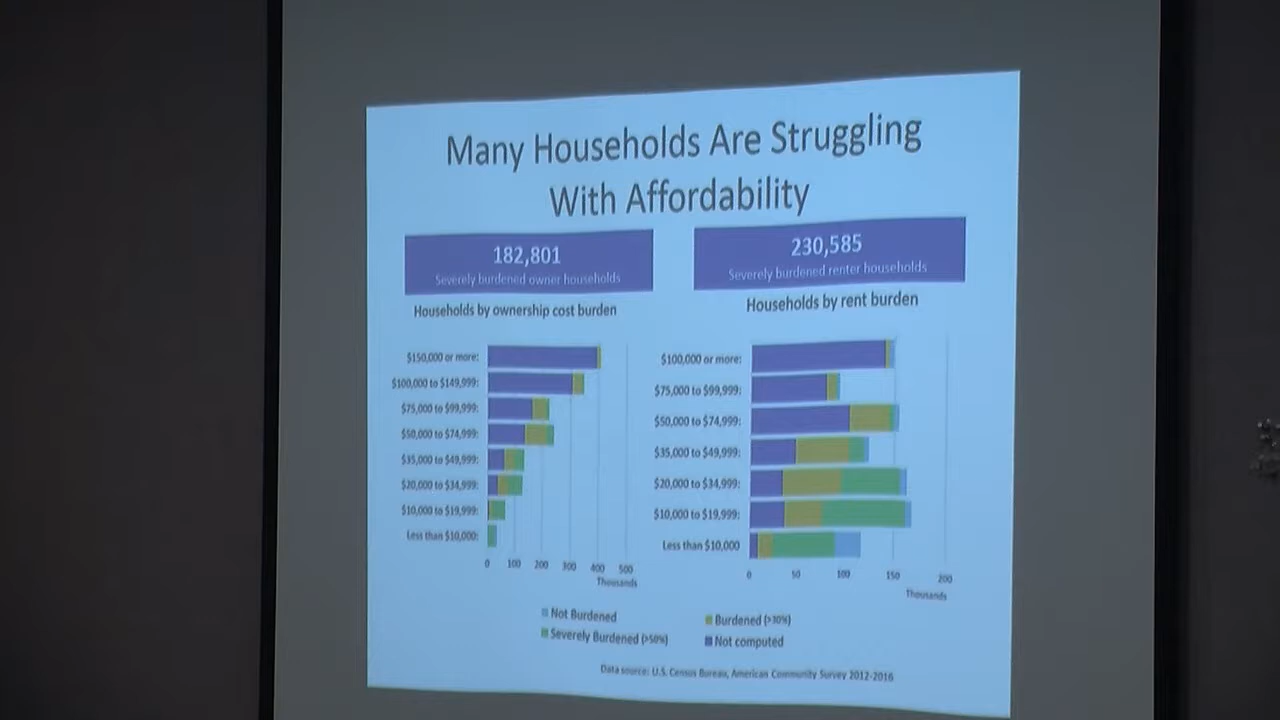 Many Households Are Struggling
With Affordability
182,801
Severely burdened owner households
230,585
Severely burdened renter households
Households by ownership cost burden
$150,000 or more:
$100,000 to $149,999:
$75,000 to $99,999:
$50,000 to $74,999:
$35,000 to $49,999:
$20,000 to $34,999:
$10,000 to $19,999:
Less than $10,000:
0 100 200 300 400 500
Thousands
Households by rent burden
$100,000 or more:
$75,000 to $99,999:
$50,000 to $74,999:
$35,000 to $49,999:
$20,000 to $34,999:
$10,000 to $19,999:
Less than $10,000
0 50 100 150 200
Thousands
Not Burdened
Burdened (>30%)
Severely Burdened (>50%)
Not computed
Data source: U.S. Census Bureau, American Community Survey 2012-2016